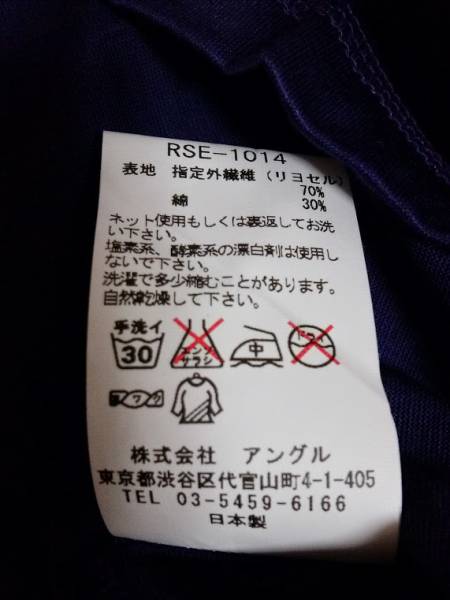 RSE-1014
表地 指定外繊維(リヨセル)
70%
綿 30%
ネット使用もしくは裏返してお洗
い下さい。
塩素系、酵素系の漂白剤は使用し
ないで下さい。
洗濯で多少縮むことがあります。
自然乾燥して下さい。
手洗イ
30
エンソ
サラシ
中
ドライ
ヨワク
株式会社 アングル
東京都渋谷区代官山町4-1-405
TEL 03-5459-6166
日本製